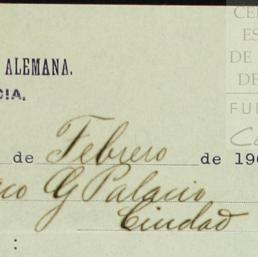 ALEMANA.
CIA.
de Febrero de 190
co G Palacio
Ciudad
: